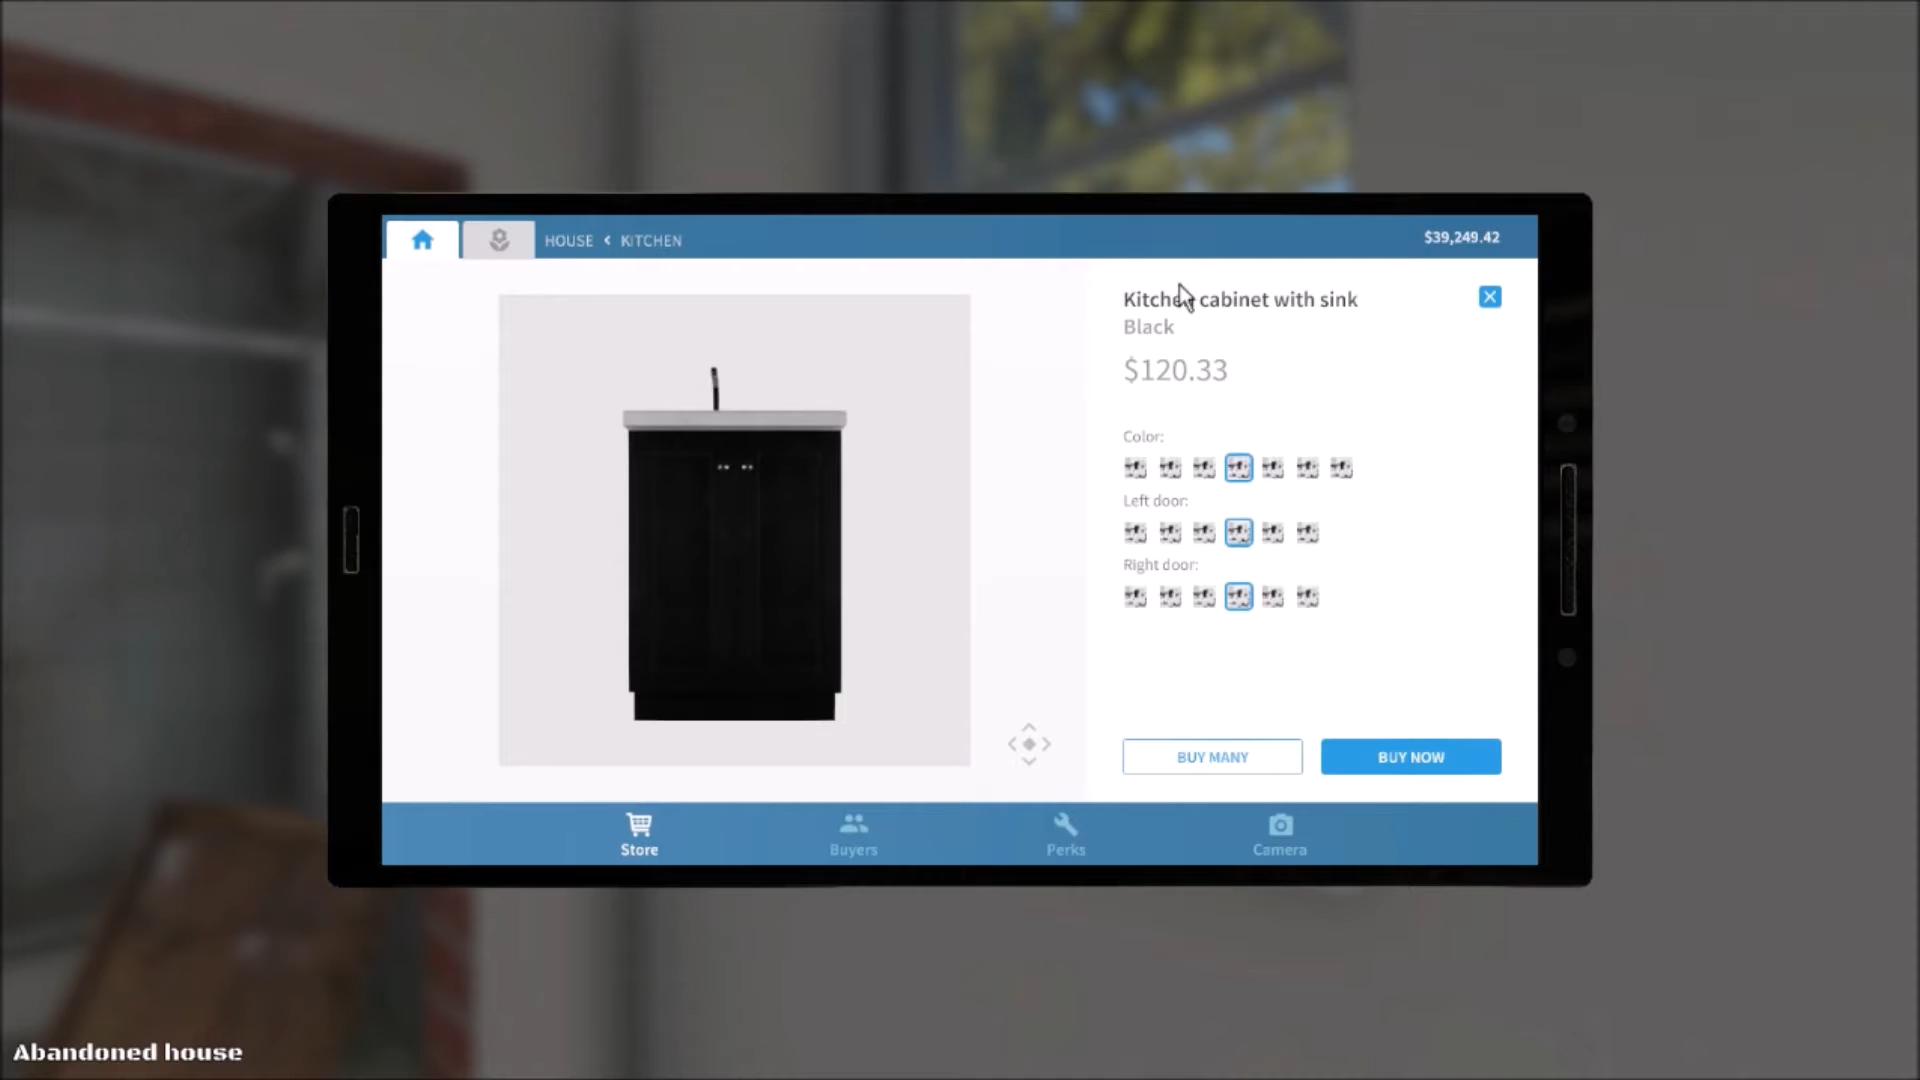 HOUSE < KITCHEN
$39,249.42
Kitchen cabinet with sink
Black
$120.33
Color:
Left door:
Right door:
BUY MANY
BUY NOW
Store
Buyers
Perks
Camera
Abandoned house